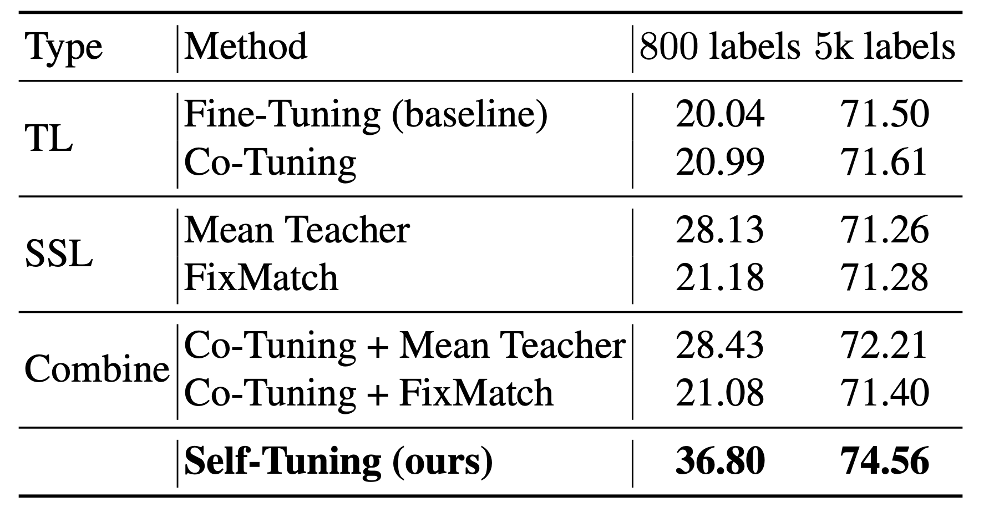 Type Method 800 labels 5k labels
TL
Fine-Tuning (baseline) 20.04 71.50
Co-Tuning 20.99 71.61
SSL
Mean Teacher 28.13 71.26
FixMatch 21.18 71.28
Combine
Co-Tuning + Mean Teacher 28.43 72.21
Co-Tuning + FixMatch 21.08 71.40
Self-Tuning (ours) 36.80 74.56